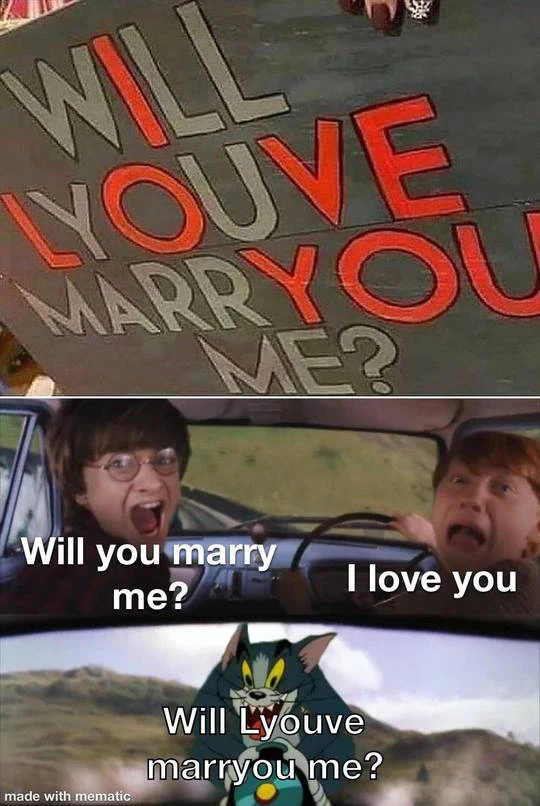 WILL
LYOUVE
MARRYOU
ME?
Will you marry
me?
I love you
Will Lyouve
marryou me?
made with mematic